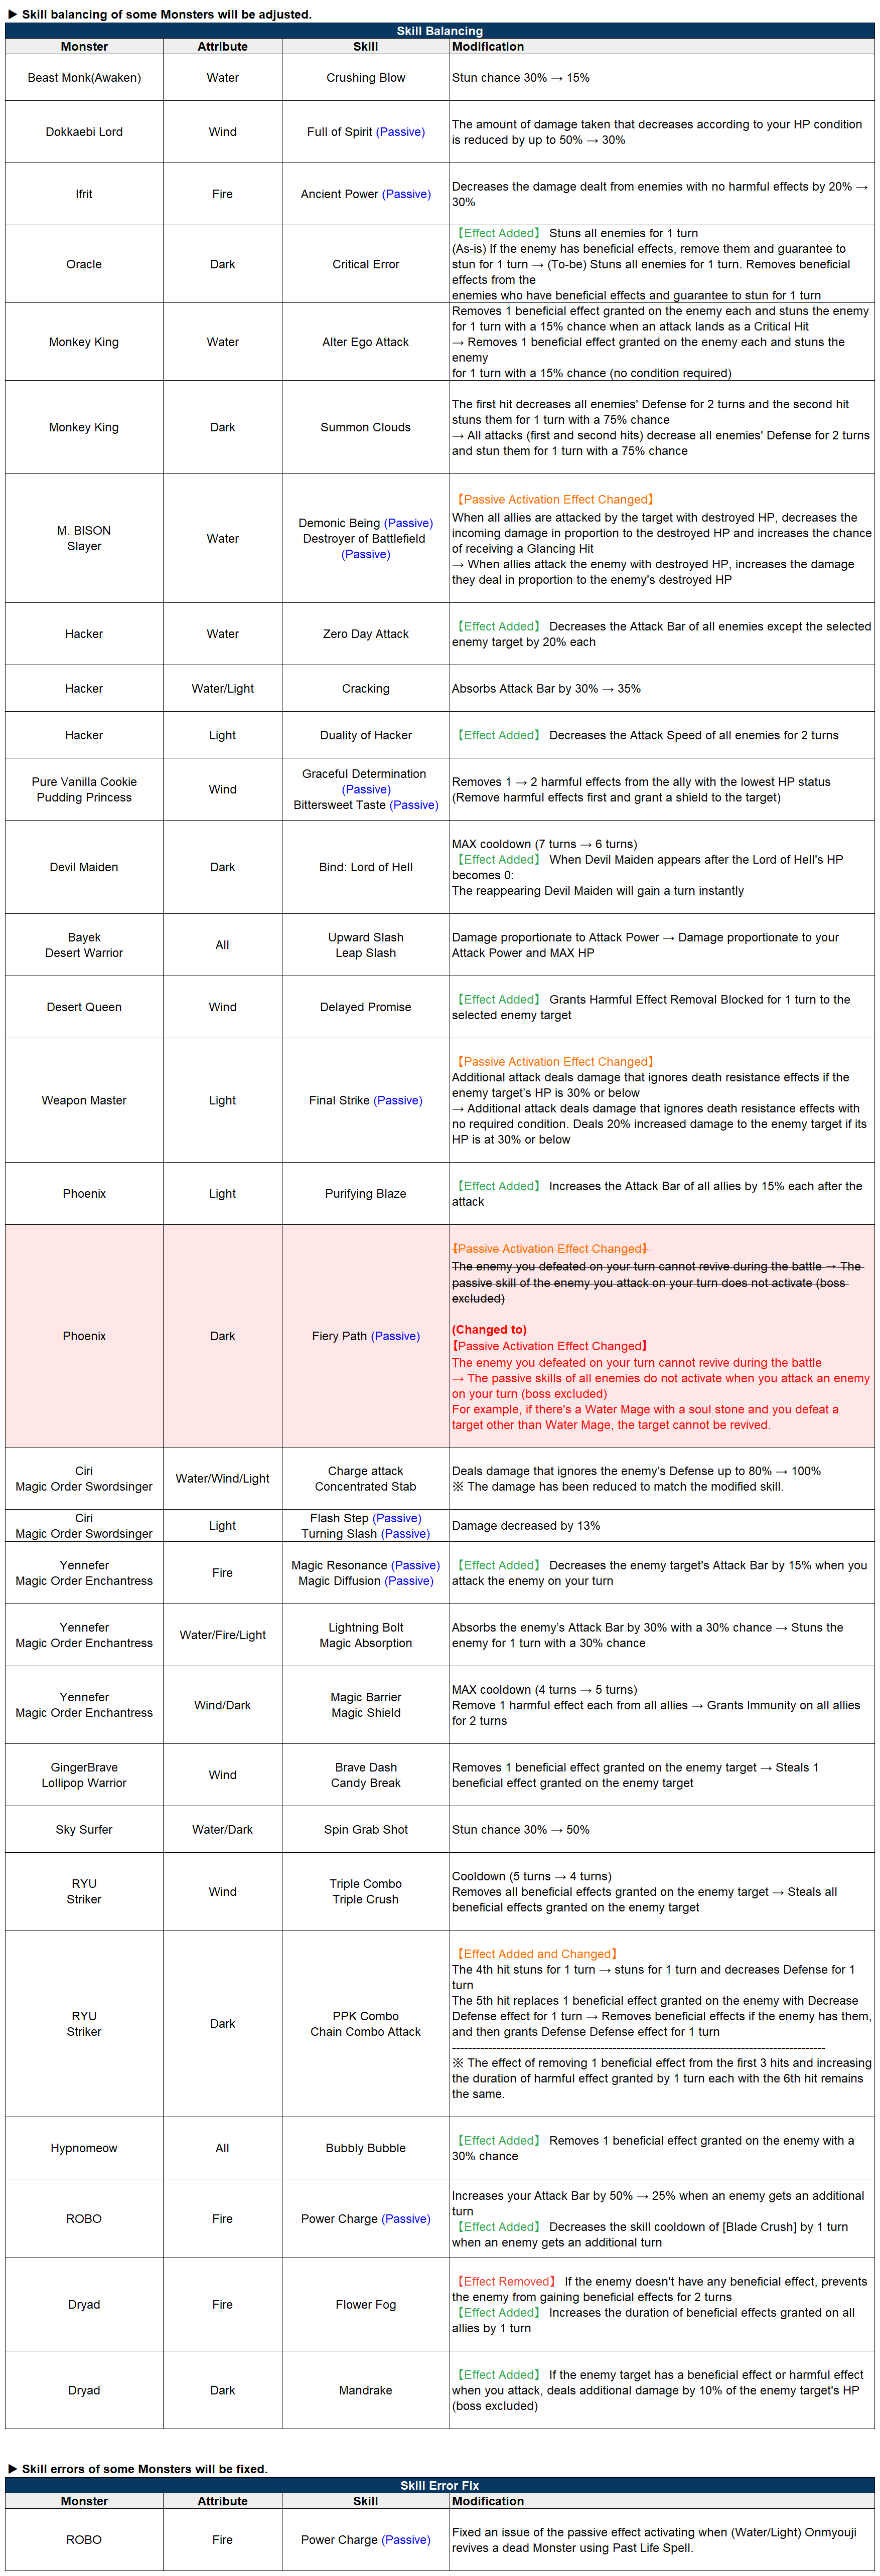 ▶ Skill balancing of some Monsters will be adjusted.
Skill Balancing
Monster Attribute Skill Modification
Beast Monk(Awaken) Water Crushing Blow Stun chance 30% → 15%
Dokkaebi Lord Wind Full of Spirit (Passive)
The amount of damage taken that decreases according to your HP condition
is reduced by up to 50% → 30%
Ifrit Fire Ancient Power (Passive)
Decreases the damage dealt from enemies with no harmful effects by 20% →
30%
Oracle Dark Critical Error
【Effect Added】 Stuns all enemies for 1 turn
(As-is) If the enemy has beneficial effects, remove them and guarantee to
stun for 1 turn → (To-be) Stuns all enemies for 1 turn. Removes beneficial
effects from the
enemies who have beneficial effects and guarantee to stun for 1 turn
Monkey King Water Alter Ego Attack
Removes 1 beneficial effect granted on the enemy each and stuns the enemy
for 1 turn with a 15% chance when an attack lands as a Critical Hit
→ Removes 1 beneficial effect granted on the enemy each and stuns the
enemy
for 1 turn with a 15% chance (no condition required)
Monkey King Dark Summon Clouds
The first hit decreases all enemies' Defense for 2 turns and the second hit
stuns them for 1 turn with a 75% chance
→ All attacks (first and second hits) decrease all enemies' Defense for 2 turns
and stun them for 1 turn with a 75% chance
M. BISON
Slayer
Water
Demonic Being (Passive)
Destroyer of Battlefield
(Passive)
【Passive Activation Effect Changed】
When all allies are attacked by the target with destroyed HP, decreases the
incoming damage in proportion to the destroyed HP and increases the chance
of receiving a Glancing Hit
→ When allies attack the enemy with destroyed HP, increases the damage
they deal in proportion to the enemy's destroyed HP
Hacker Water Zero Day Attack
【Effect Added】 Decreases the Attack Bar of all enemies except the selected
enemy target by 20% each
Hacker Water/Light Cracking Absorbs Attack Bar by 30% → 35%
Hacker Light Duality of Hacker 【Effect Added】 Decreases the Attack Speed of all enemies for 2 turns
Pure Vanilla Cookie
Pudding Princess
Wind
Graceful Determination
(Passive)
Bittersweet Taste (Passive)
Removes 1 → 2 harmful effects from the ally with the lowest HP status
(Remove harmful effects first and grant a shield to the target)
Devil Maiden Dark Bind: Lord of Hell
MAX cooldown (7 turns → 6 turns)
【Effect Added】 When Devil Maiden appears after the Lord of Hell's HP
becomes 0:
The reappearing Devil Maiden will gain a turn instantly
Bayek
Desert Warrior
All
Upward Slash
Leap Slash
Damage proportionate to Attack Power → Damage proportionate to your
Attack Power and MAX HP
Desert Queen Wind Delayed Promise
【Effect Added】 Grants Harmful Effect Removal Blocked for 1 turn to the
selected enemy target
Weapon Master Light Final Strike (Passive)
【Passive Activation Effect Changed】
Additional attack deals damage that ignores death resistance effects if the
enemy target's HP is 30% or below
→ Additional attack deals damage that ignores death resistance effects with
no required condition. Deals 20% increased damage to the enemy target if its
HP is at 30% or below
Phoenix Light Purifying Blaze
【Effect Added】 Increases the Attack Bar of all allies by 15% each after the
attack
Phoenix Dark Fiery Path (Passive)
【Passive Activation Effect Changed】
The enemy you defeated on your turn cannot revive during the battle → The
passive skill of the enemy you attack on your turn does not activate (boss
excluded)
(Changed to)
【Passive Activation Effect Changed】
The enemy you defeated on your turn cannot revive during the battle
→ The passive skills of all enemies do not activate when you attack an enemy
on your turn (boss excluded)
For example, if there's a Water Mage with a soul stone and you defeat a
target other than Water Mage, the target cannot be revived.
Ciri
Magic Order Swordsinger
Water/Wind/Light
Charge attack
Concentrated Stab
Deals damage that ignores the enemy's Defense up to 80% → 100%
※ The damage has been reduced to match the modified skill.
Ciri
Magic Order Swordsinger
Light
Flash Step (Passive)
Turning Slash (Passive)
Damage decreased by 13%
Yennefer
Magic Order Enchantress
Fire
Magic Resonance (Passive)
Magic Diffusion (Passive)
【Effect Added】 Decreases the enemy target's Attack Bar by 15% when you
attack the enemy on your turn
Yennefer
Magic Order Enchantress
Water/Fire/Light
Lightning Bolt
Magic Absorption
Absorbs the enemy's Attack Bar by 30% with a 30% chance → Stuns the
enemy for 1 turn with a 30% chance
Yennefer
Magic Order Enchantress
Wind/Dark
Magic Barrier
Magic Shield
MAX cooldown (4 turns → 5 turns)
Remove 1 harmful effect each from all allies → Grants Immunity on all allies
for 2 turns
GingerBrave
Lollipop Warrior
Wind
Brave Dash
Candy Break
Removes 1 beneficial effect granted on the enemy target → Steals 1
beneficial effect granted on the enemy target
Sky Surfer Water/Dark Spin Grab Shot Stun chance 30% → 50%
RYU
Striker
Wind
Triple Combo
Triple Crush
Cooldown (5 turns → 4 turns)
Removes all beneficial effects granted on the enemy target → Steals all
beneficial effects granted on the enemy target
RYU
Striker
Dark
PPK Combo
Chain Combo Attack
【Effect Added and Changed】
The 4th hit stuns for 1 turn → stuns for 1 turn and decreases Defense for 1
turn
The 5th hit replaces 1 beneficial effect granted on the enemy with Decrease
Defense effect for 1 turn → Removes beneficial effects if the enemy has them,
and then grants Defense Defense effect for 1 turn
------------------------------------------------------------------------------------------
※ The effect of removing 1 beneficial effect from the first 3 hits and increasing
the duration of harmful effect granted by 1 turn each with the 6th hit remains
the same.
Hypnomeow All Bubbly Bubble
【Effect Added】 Removes 1 beneficial effect granted on the enemy with a
30% chance
ROBO Fire Power Charge (Passive)
Increases your Attack Bar by 50% → 25% when an enemy gets an additional
turn
【Effect Added】 Decreases the skill cooldown of [Blade Crush] by 1 turn
when an enemy gets an additional turn
Dryad Fire Flower Fog
【Effect Removed】 If the enemy doesn't have any beneficial effect, prevents
the enemy from gaining beneficial effects for 2 turns
【Effect Added】 Increases the duration of beneficial effects granted on all
allies by 1 turn
Dryad Dark Mandrake
【Effect Added】 If the enemy target has a beneficial effect or harmful effect
when you attack, deals additional damage by 10% of the enemy target's HP
(boss excluded)
▶ Skill errors of some Monsters will be fixed.
Skill Error Fix
Monster Attribute Skill Modification
ROBO Fire Power Charge (Passive)
Fixed an issue of the passive effect activating when (Water/Light) Onmyouji
revives a dead Monster using Past Life Spell.